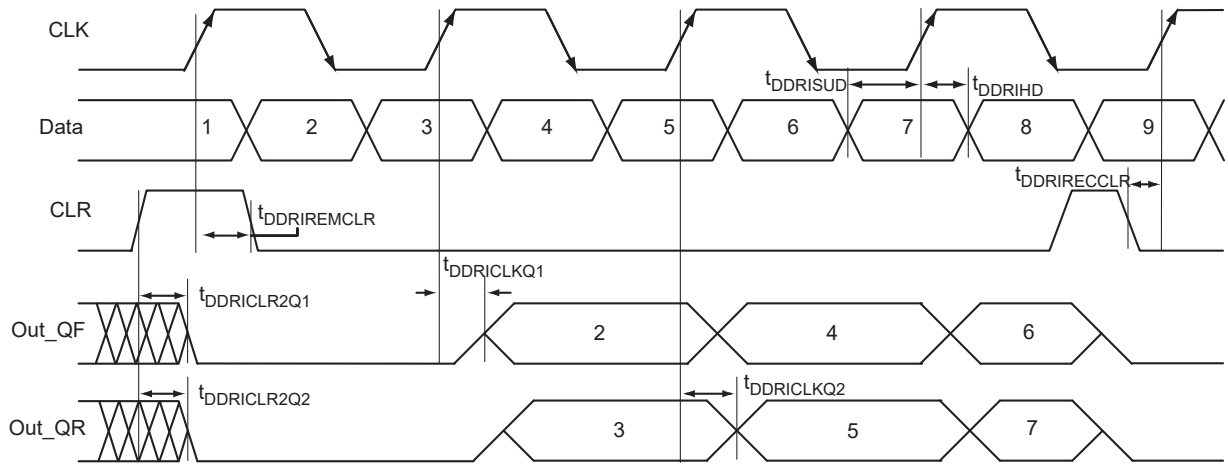 CLK
tDDRISUD
tDDRIHD
Data
1 2 3 4 5 6 7 8 9
CLR
tDDRIREMCLR
tDDRIRECCLR
tDDRICLKQ1
tDDRICLR2Q1
Out_QF
2 4 6
tDDRICLR2Q2
tDDRICLKQ2
Out_QR
3 5 7